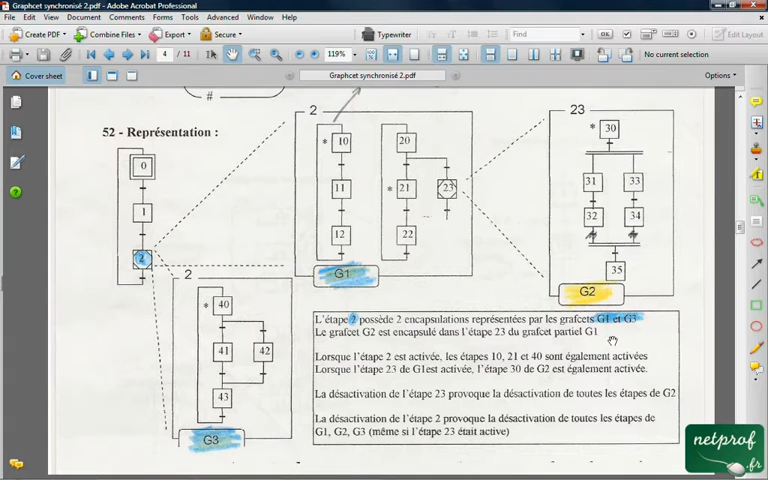 Graphcet synchronisé 2.pdf - Adobe Acrobat Professional
File Edit View Document Comments Forms Tools Advanced Window Help
Create PDF Combine Files Export Secure Typewriter Find Edit Layout
4 / 11 119% No current selection
Cover sheet Graphcet synchronisé 2.pdf Options
#
52 - Représentation :
2
23
0
* 10
20
* 30
1
11
* 21
23
31
33
2
12
22
32
34
G1
35
2
G2
* 40
41
42
43
G3
L'étape 2 possède 2 encapsulations représentées par les grafcets G1 et G3
Le grafcet G2 est encapsulé dans l'étape 23 du grafcet partiel G1
Lorsque l'étape 2 est activée, les étapes 10, 21 et 40 sont également activées
Lorsque l'étape 23 de G1est activée, l'étape 30 de G2 est également activée.
La désactivation de l'étape 23 provoque la désactivation de toutes les étapes de G2
La désactivation de l'étape 2 provoque la désactivation de toutes les étapes de
G1, G2, G3 (même si l'étape 23 était active)
netprof
.fr